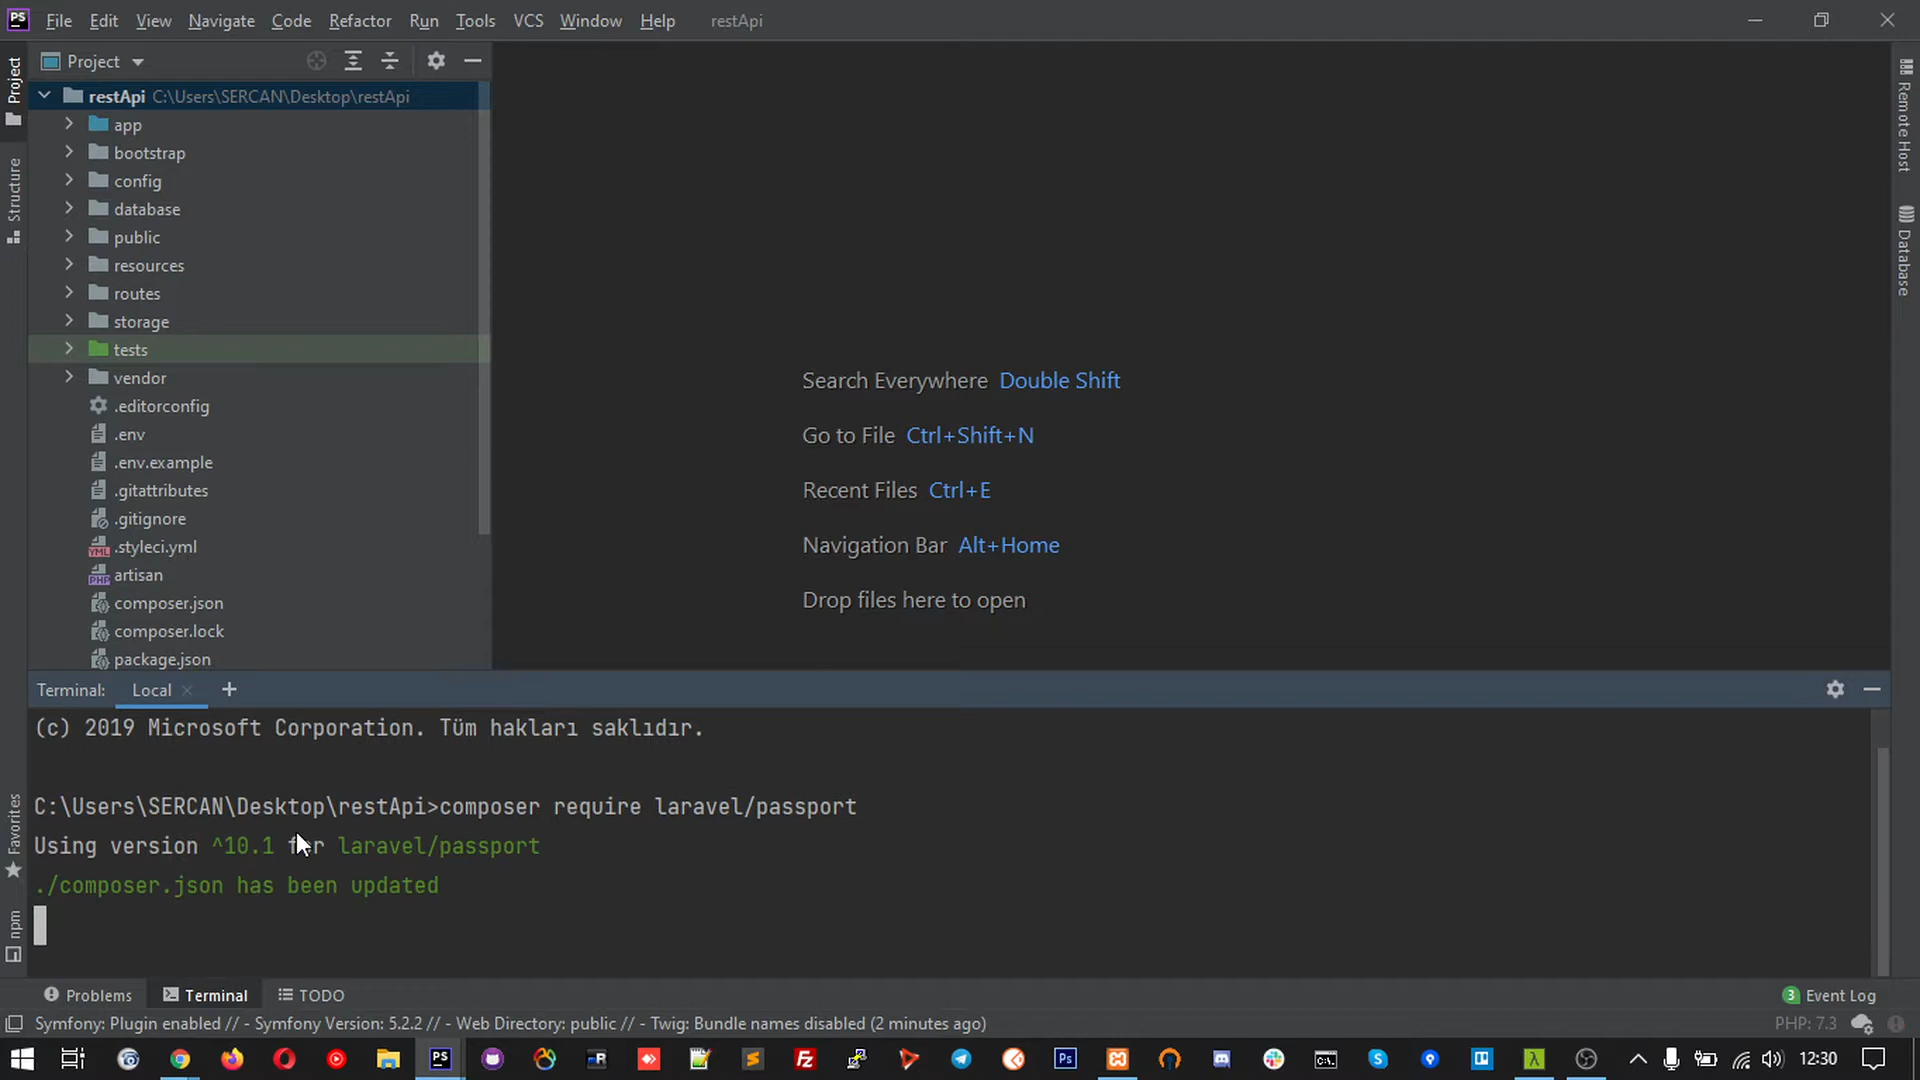 File Edit View Navigate Code Refactor Run Tools VCS Window Help restApi
Project
restApi C:\Users\SERCAN\Desktop\restApi
app
bootstrap
config
database
public
resources
routes
storage
tests
vendor
.editorconfig
.env
.env.example
.gitattributes
.gitignore
.styleci.yml
artisan
composer.json
composer.lock
package.json
Project
Structure
Favorites
npm
Remote Host
Database
Search Everywhere Double Shift
Go to File Ctrl+Shift+N
Recent Files Ctrl+E
Navigation Bar Alt+Home
Drop files here to open
Terminal: Local
(c) 2019 Microsoft Corporation. Tüm hakları saklıdır.
C:\Users\SERCAN\Desktop\restApi>composer require laravel/passport
Using version ^10.1 for laravel/passport
./composer.json has been updated
Problems Terminal TODO 3 Event Log
Symfony: Plugin enabled // - Symfony Version: 5.2.2 // - Web Directory: public // - Twig: Bundle names disabled (2 minutes ago) PHP: 7.3
12:30